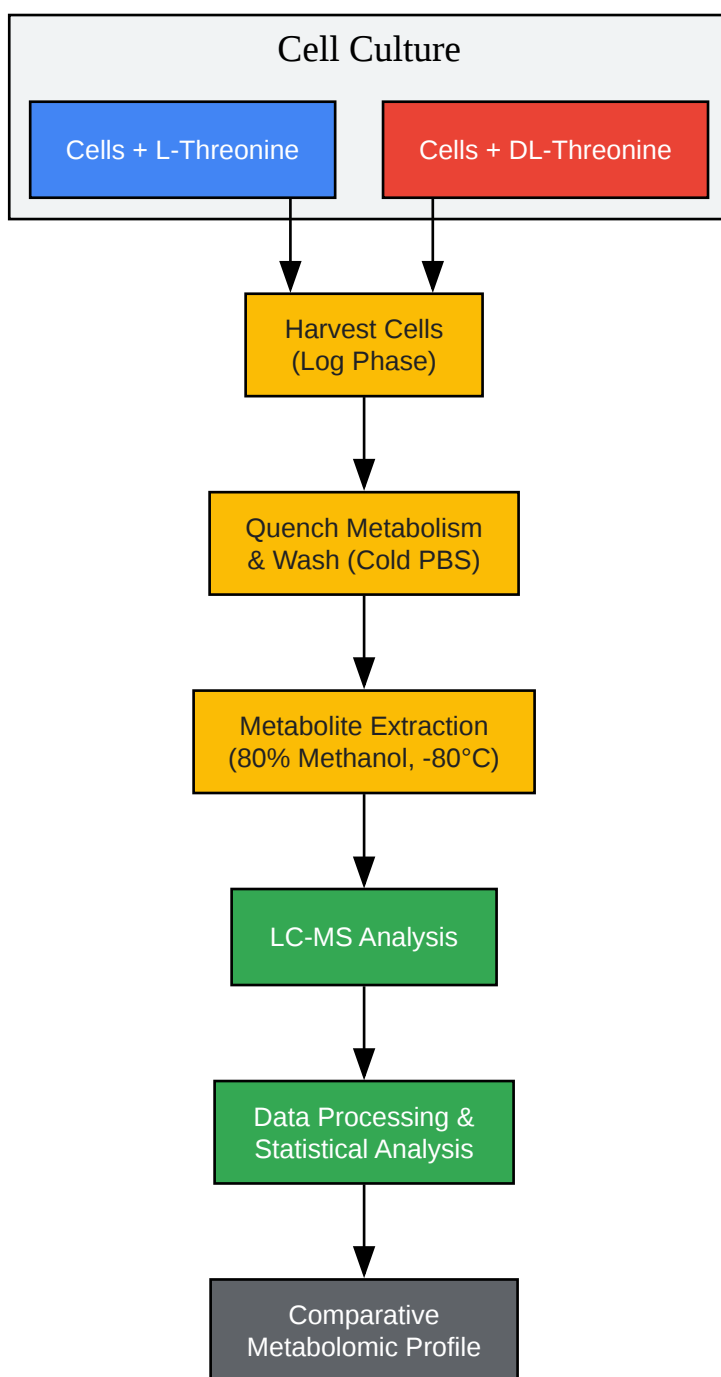 Cell Culture
Cells + L-Threonine
Cells + DL-Threonine
Harvest Cells
(Log Phase)
Quench Metabolism
& Wash (Cold PBS)
Metabolite Extraction
(80% Methanol, -80°C)
LC-MS Analysis
Data Processing &
Statistical Analysis
Comparative
Metabolomic Profile